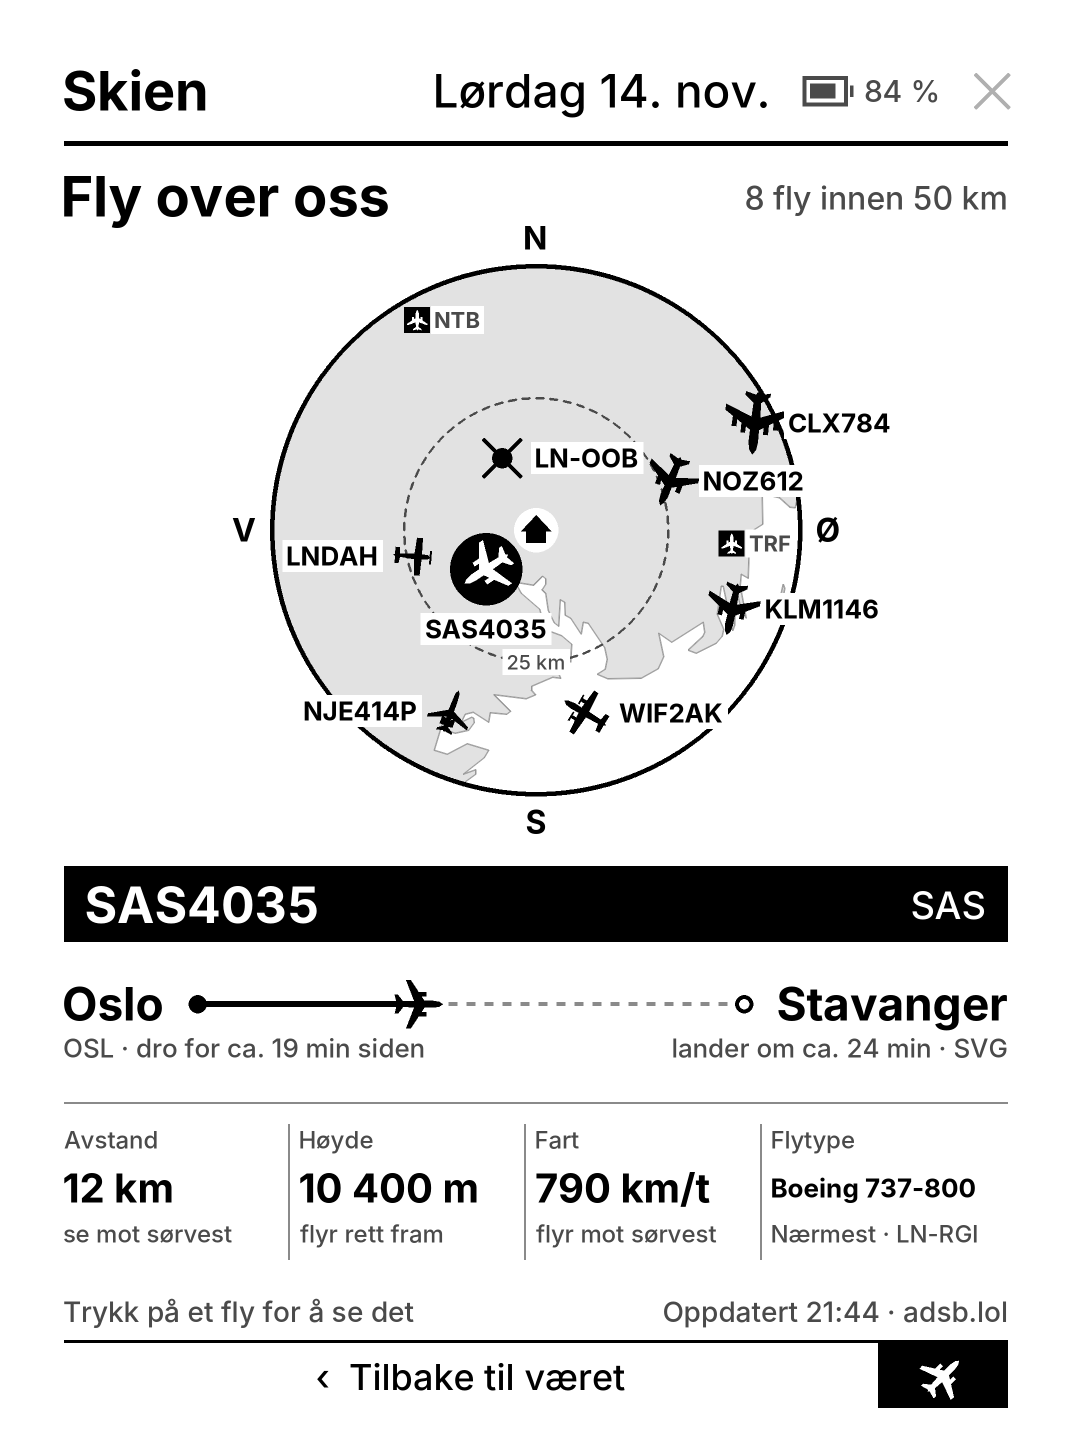 Skien
Lørdag 14. nov.
84 %
Fly over oss
8 fly innen 50 km
N
NTB
CLX784
LN-OOB
NOZ612
V
Ø
TRF
LNDAH
KLM1146
SAS4035
25 km
NJE414P
WIF2AK
S
SAS4035
SAS
Oslo
Stavanger
OSL · dro for ca. 19 min siden
lander om ca. 24 min · SVG
Avstand
12 km
se mot sørvest
Høyde
10 400 m
flyr rett fram
Fart
790 km/t
flyr mot sørvest
Flytype
Boeing 737-800
Nærmest · LN-RGI
Trykk på et fly for å se det
Oppdatert 21:44 · adsb.lol
‹ Tilbake til været